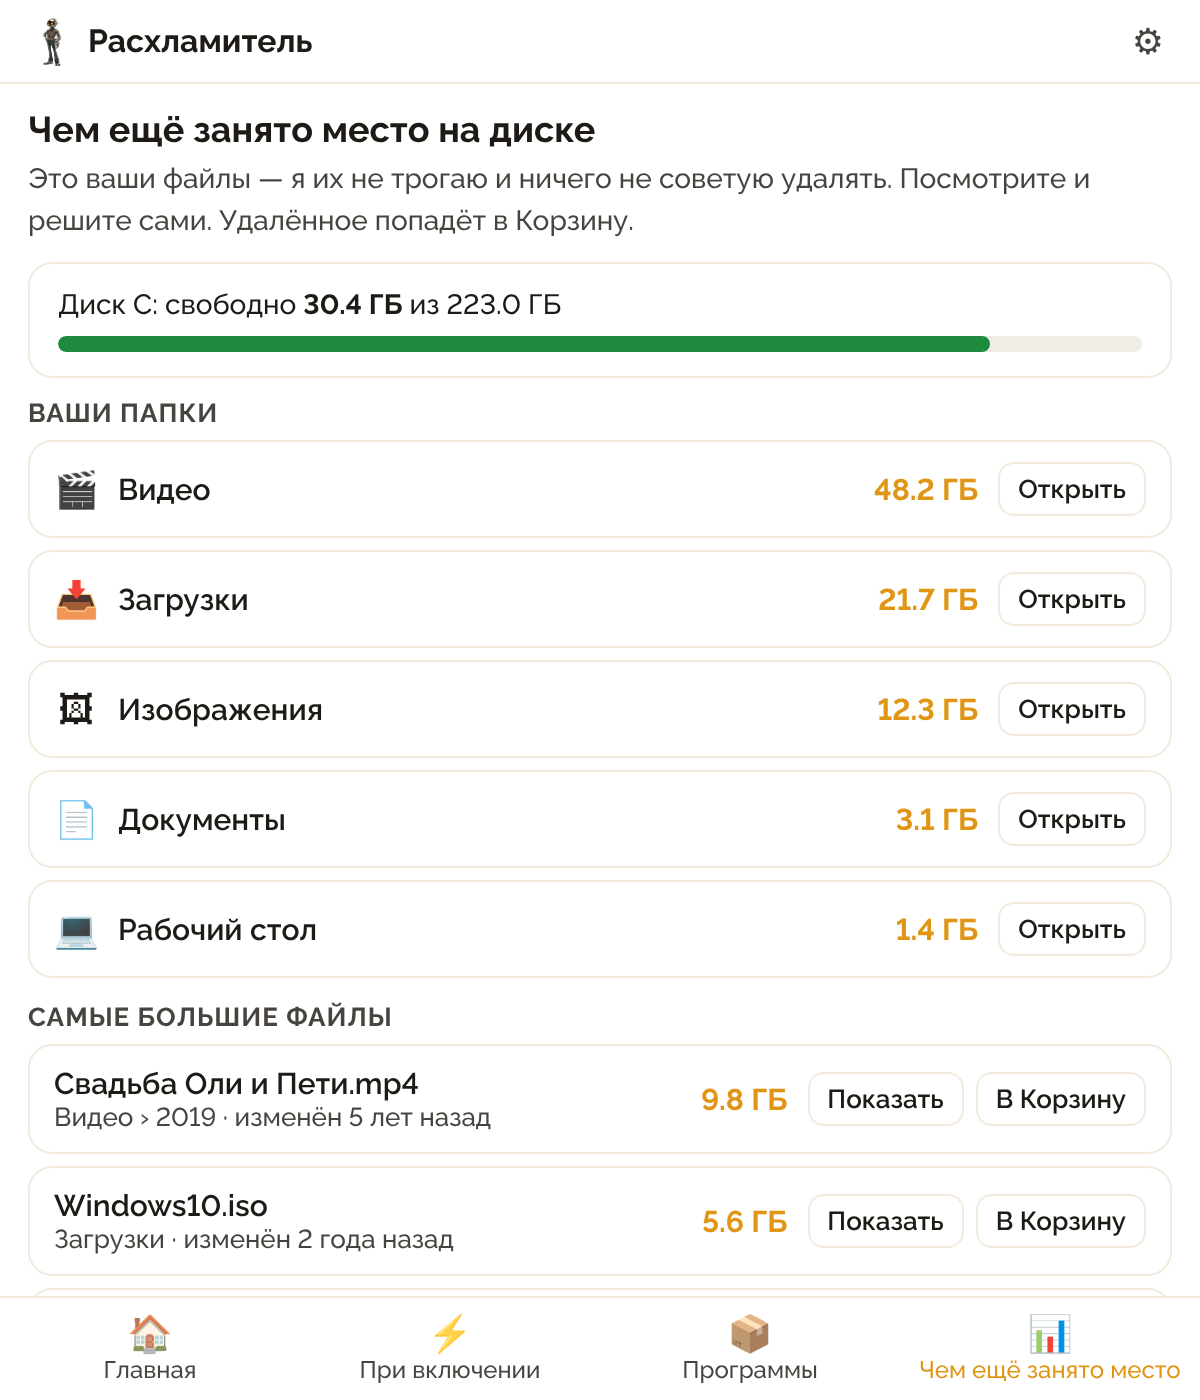 Расхламитель
Чем ещё занято место на диске
Это ваши файлы — я их не трогаю и ничего не советую удалять. Посмотрите и
решите сами. Удалённое попадёт в Корзину.
Диск C: свободно 30.4 ГБ из 223.0 ГБ
ВАШИ ПАПКИ
Видео 48.2 ГБ Открыть
Загрузки 21.7 ГБ Открыть
Изображения 12.3 ГБ Открыть
Документы 3.1 ГБ Открыть
Рабочий стол 1.4 ГБ Открыть
САМЫЕ БОЛЬШИЕ ФАЙЛЫ
Свадьба Оли и Пети.mp4
Видео › 2019 · изменён 5 лет назад
9.8 ГБ Показать В Корзину
Windows10.iso
Загрузки · изменён 2 года назад
5.6 ГБ Показать В Корзину
Главная При включении Программы Чем ещё занято место